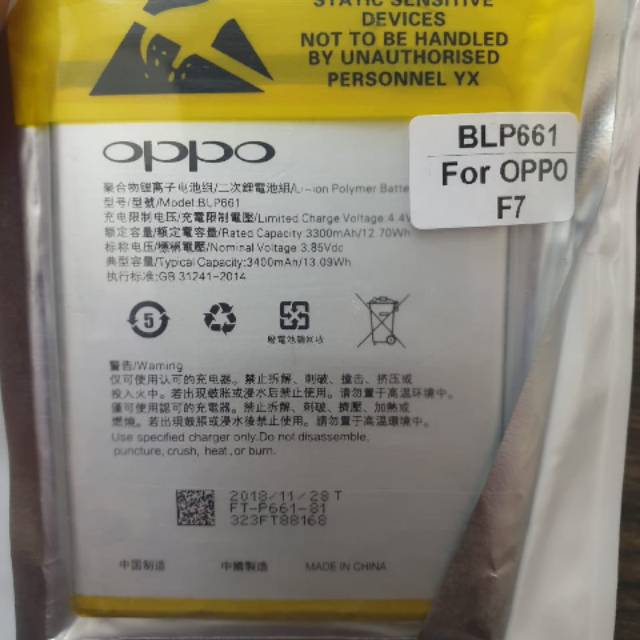 STATIC SENSITIVE
DEVICES
NOT TO BE HANDLED
BY UNAUTHORISED
PERSONNEL YX
BLP661
For OPPO
F7
oppo
聚合物锂离子电池组/二次鋰電池組/Li-ion Polymer Batte
型号/型號/Model:BLP661
充电限制电压/充電限制電壓/Limited Charge Voltage:4.4V
额定容量/額定電容量/Rated Capacity:3300mAh/12.70Wh
标称电压/標稱電壓/Nominal Voltage:3.85Vdc
典型容量/Typical Capacity:3400mAh/13.09Wh
执行标准:GB 31241-2014
5
廢電池請回收
警告/Warning
仅可使用认可的充电器。禁止拆解、刺破、撞击、挤压或
投入火中。若出现鼓胀或浸水后禁止使用。请勿置于高温环境中。
僅可使用認可的充電器。禁止拆解、刺破、擠壓、加熱或
燃燒。若出現鼓脹或浸水後禁止使用。請勿置于高溫環境中。
Use specified charger only.Do not disassemble,
puncture, crush, heat, or burn.
2018/11/28 T
FT-P661-81
323FT88168
中国制造 中國製造 MADE IN CHINA